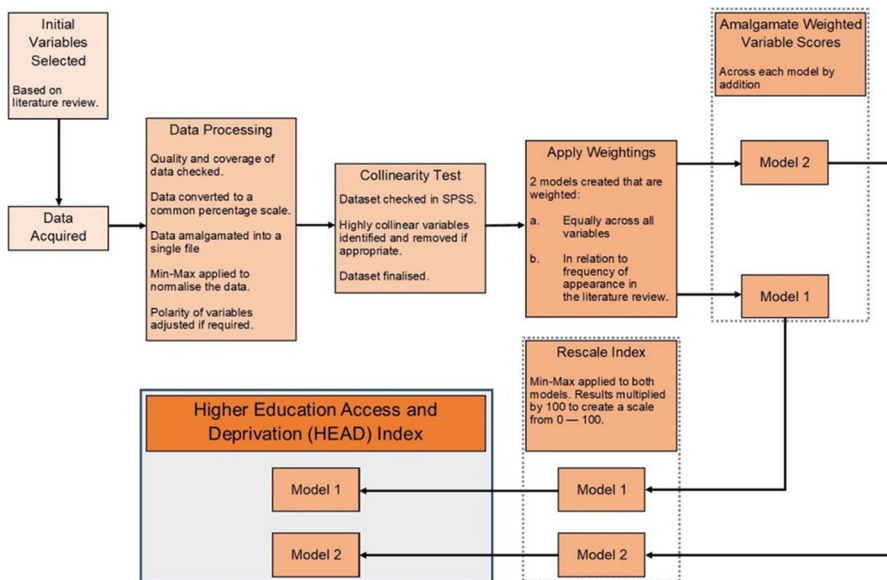 Initial
Variables
Selected
Based on
literature review.
Data
Acquired
Data Processing
Quality and coverage of
data checked.
Data converted to a
common percentage scale.
Data amalgamated into a
single file
Min-Max applied to
normalise the data.
Polarity of variables
adjusted if required.
Collinearity Test
Dataset checked in SPSS.
Highly collinear variables
identified and removed if
appropriate.
Dataset finalised.
Apply Weightings
2 models created that are
weighted:
a. Equally across all
variables
b. In relation to
frequency of
appearance in
the literature review.
Amalgamate Weighted
Variable Scores
Across each model by
addition
Model 2
Model 1
Rescale Index
Min-Max applied to both
models. Results multiplied
by 100 to create a scale
from 0 — 100.
Model 1
Model 2
Higher Education Access and
Deprivation (HEAD) Index
Model 1
Model 2